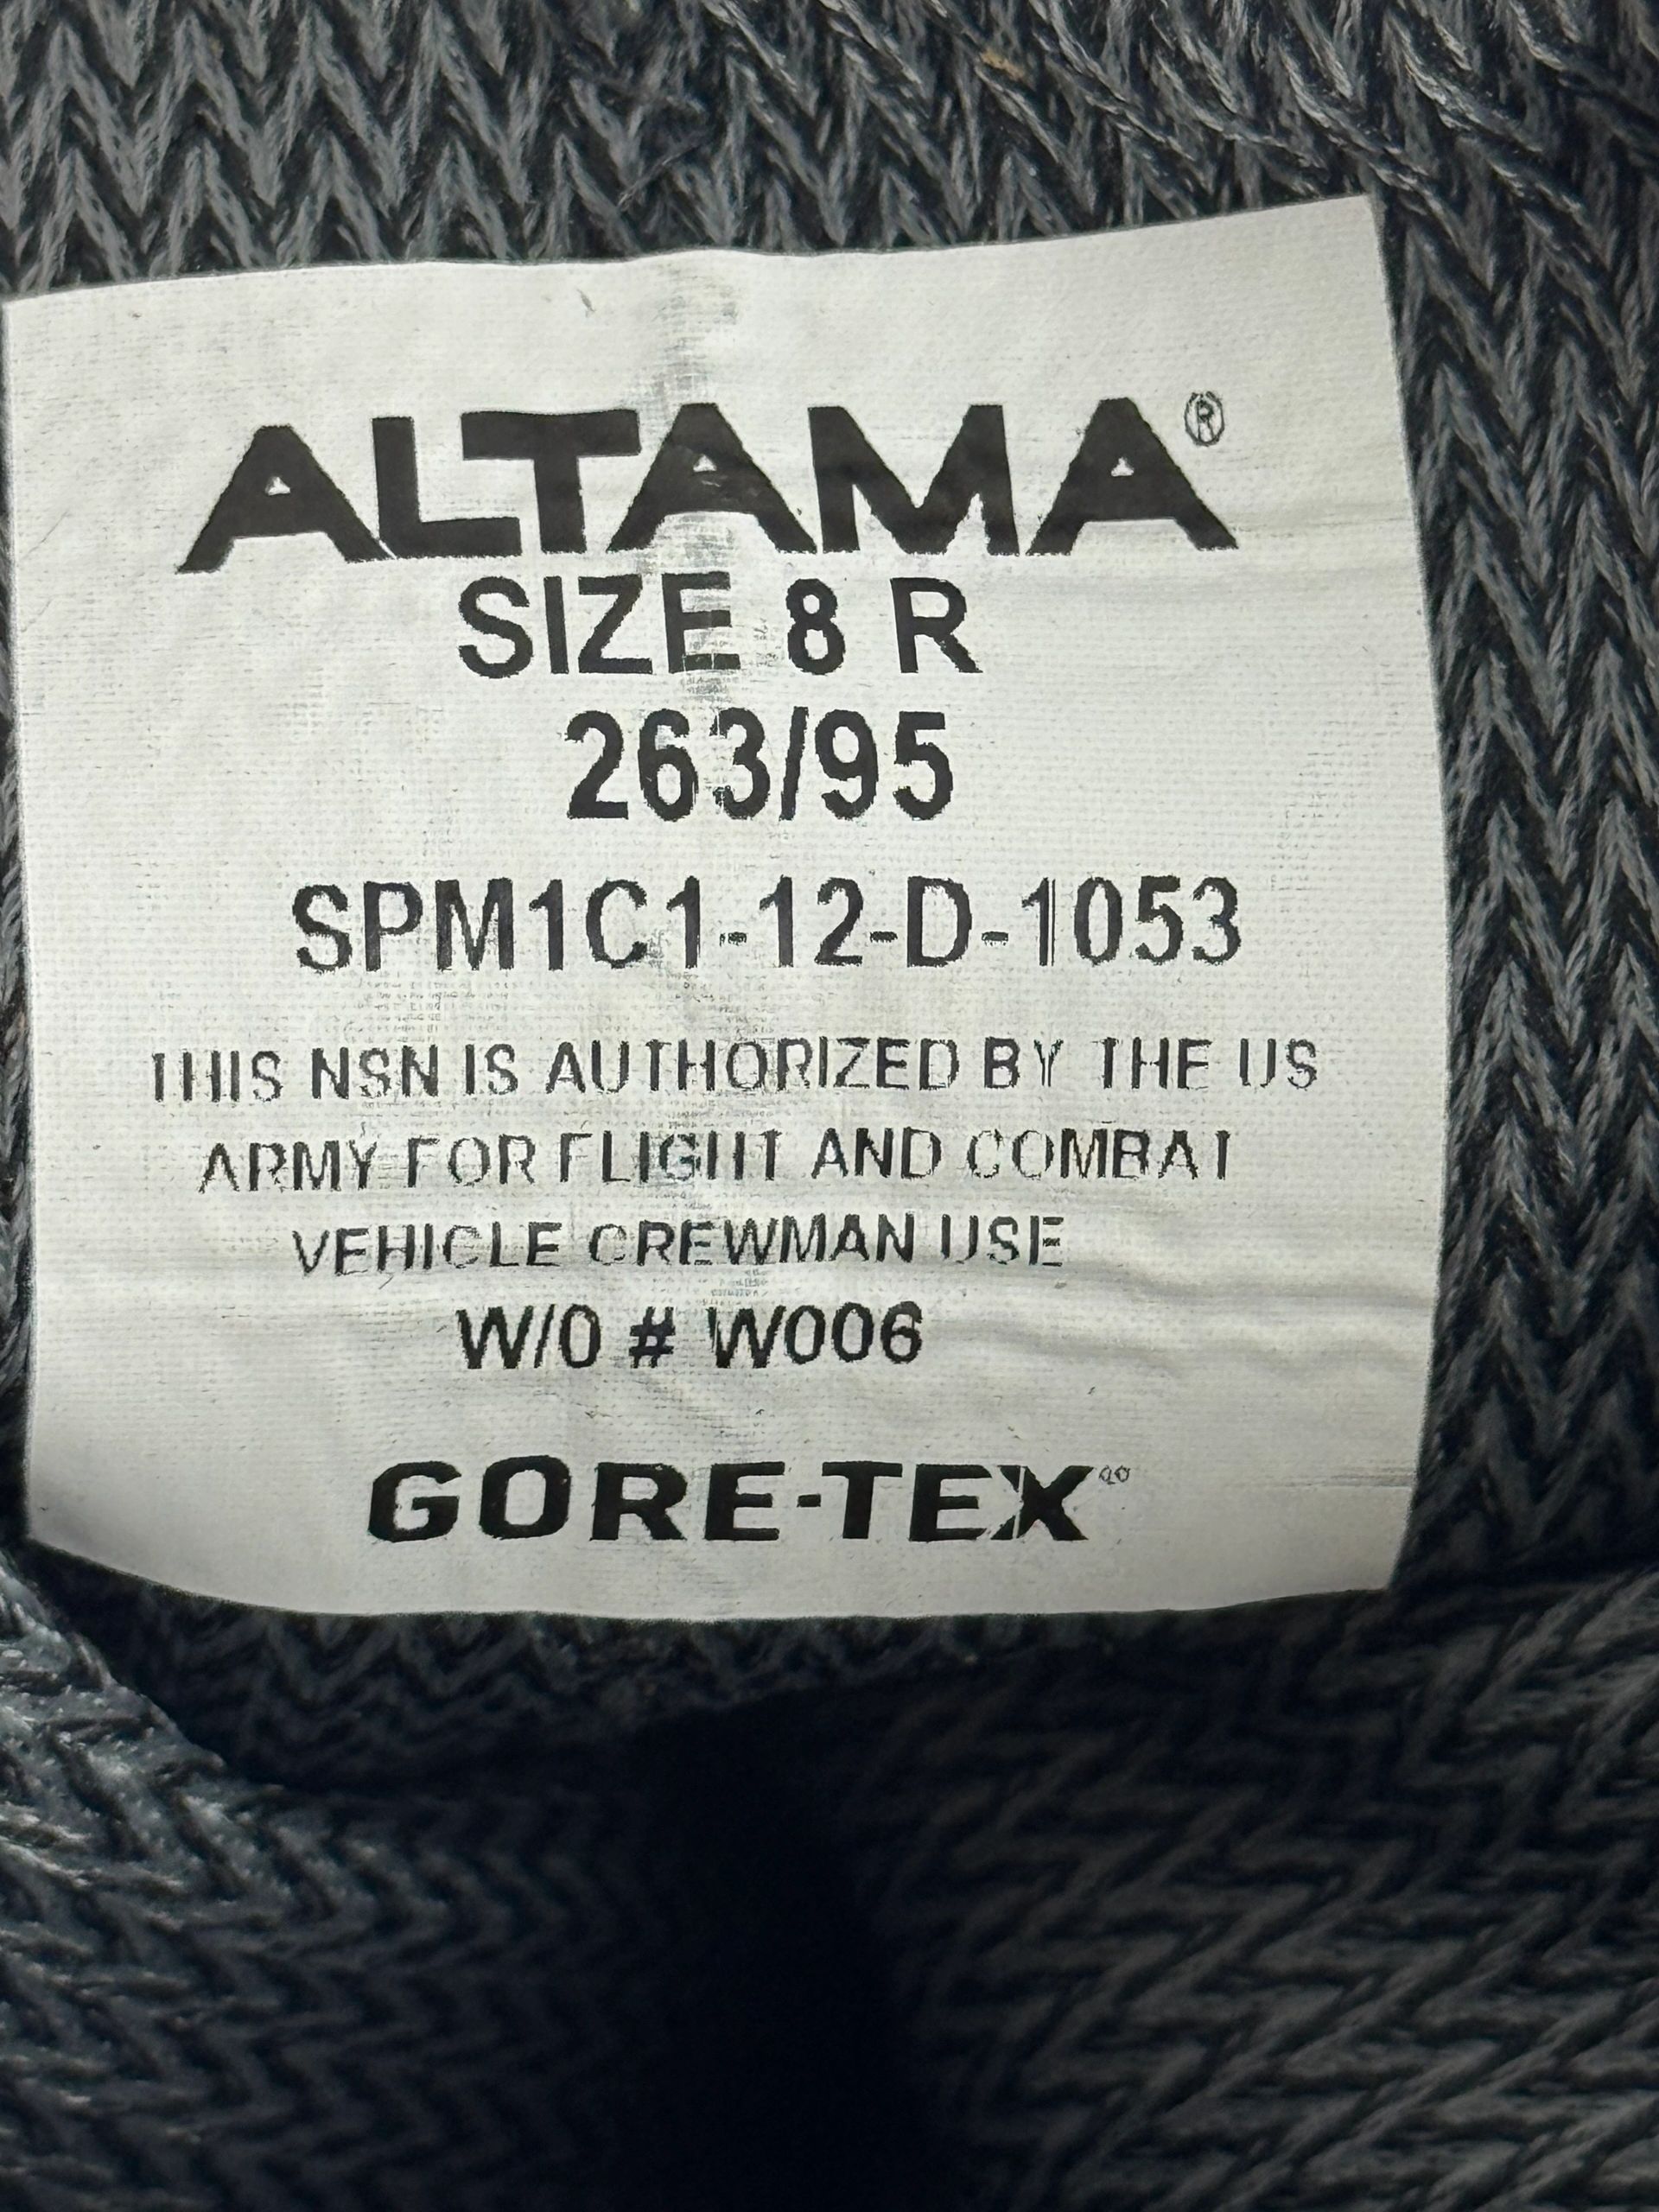 ALTAMA®
SIZE 8 R
263/95
SPM1C1-12-D-1053
THIS NSN IS AUTHORIZED BY THE US
ARMY FOR FLIGHT AND COMBAT
VEHICLE CREWMAN USE
W/O # W006
GORE-TEX®